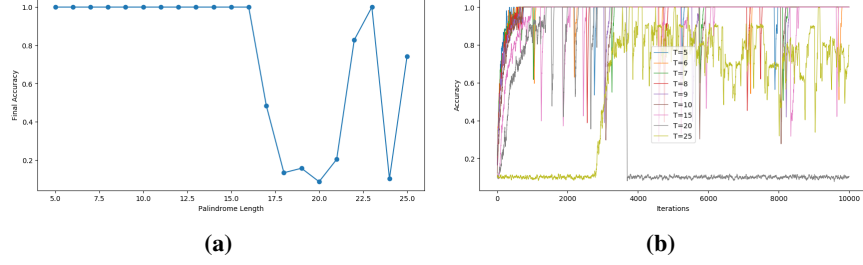 1.0
0.8
0.6
0.4
0.2
Final Accuracy
5.0 7.5 10.0 12.5 15.0 17.5 20.0 22.5 25.0
Palindrome Length
(a)
1.0
0.8
0.6
0.4
0.2
Accuracy
T=5
T=6
T=7
T=8
T=9
T=10
T=15
T=20
T=25
0 2000 4000 6000 8000 10000
Iterations
(b)